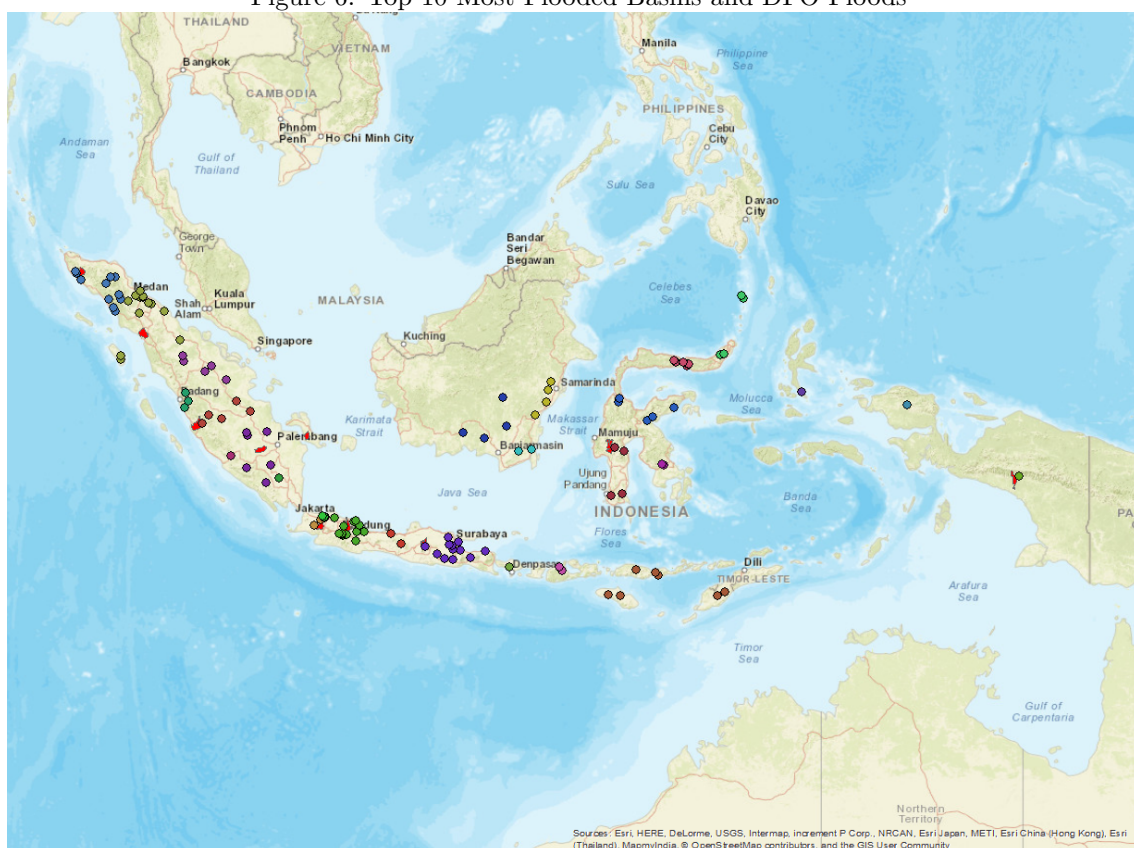 Figure 6: Top 10 Most Flooded Basins and DFO Floods
THAILAND
VIETNAM
Manila
Philippine
Sea
Bangkok
CAMBODIA
PHILIPPINES
Phnom
Penh
Ho Chi Minh City
Cebu
City
Andaman
Sea
Gulf of
Thailand
Sulu Sea
Davao
City
George
Town
Bandar
Seri
Begawan
Medan
Kuala
Lumpur
Shah
Alam
MALAYSIA
Celebes
Sea
Kuching
Singapore
Samarinda
Padang
Molucca
Sea
Karimata
Strait
Makassar
Strait
Palembang
Banjarmasin
Mamuju
Ujung
Pandang
Java Sea
Banda
Sea
Jakarta
INDONESIA
PA
Surabaya
Flores
Sea
Denpasar
Dili
TIMOR-LESTE
Arafura
Sea
Timor
Sea
Gulf of
Carpentaria
Northern
Territory
Sources: Esri, HERE, DeLorme, USGS, Intermap, increment P Corp., NRCAN, Esri Japan, METI, Esri China (Hong Kong), Esri
(Thailand), MapmyIndia, © OpenStreetMap contributors, and the GIS User Community